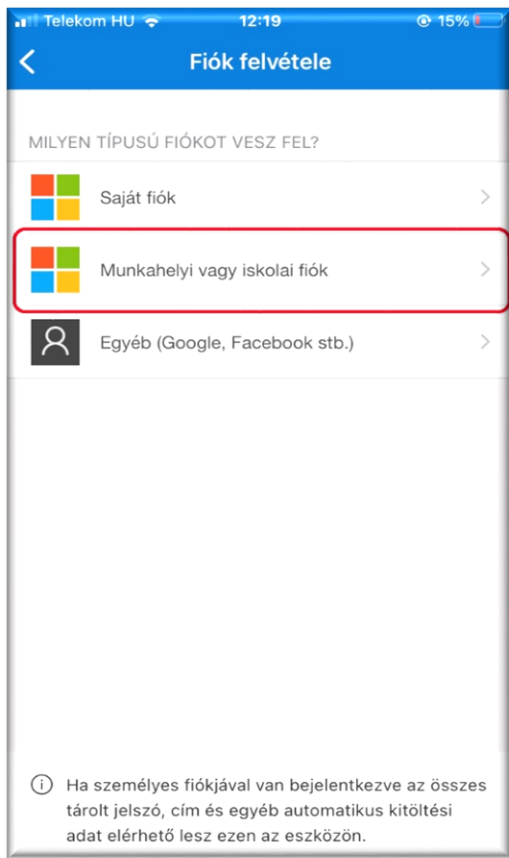 Telekom HU 12:19 15%
Fiók felvétele
MILYEN TÍPUSÚ FIÓKOT VESZ FEL?
Saját fiók
Munkahelyi vagy iskolai fiók
Egyéb (Google, Facebook stb.)
Ha személyes fiókjával van bejelentkezve az összes
tárolt jelszó, cím és egyéb automatikus kitöltési
adat elérhető lesz ezen az eszközön.